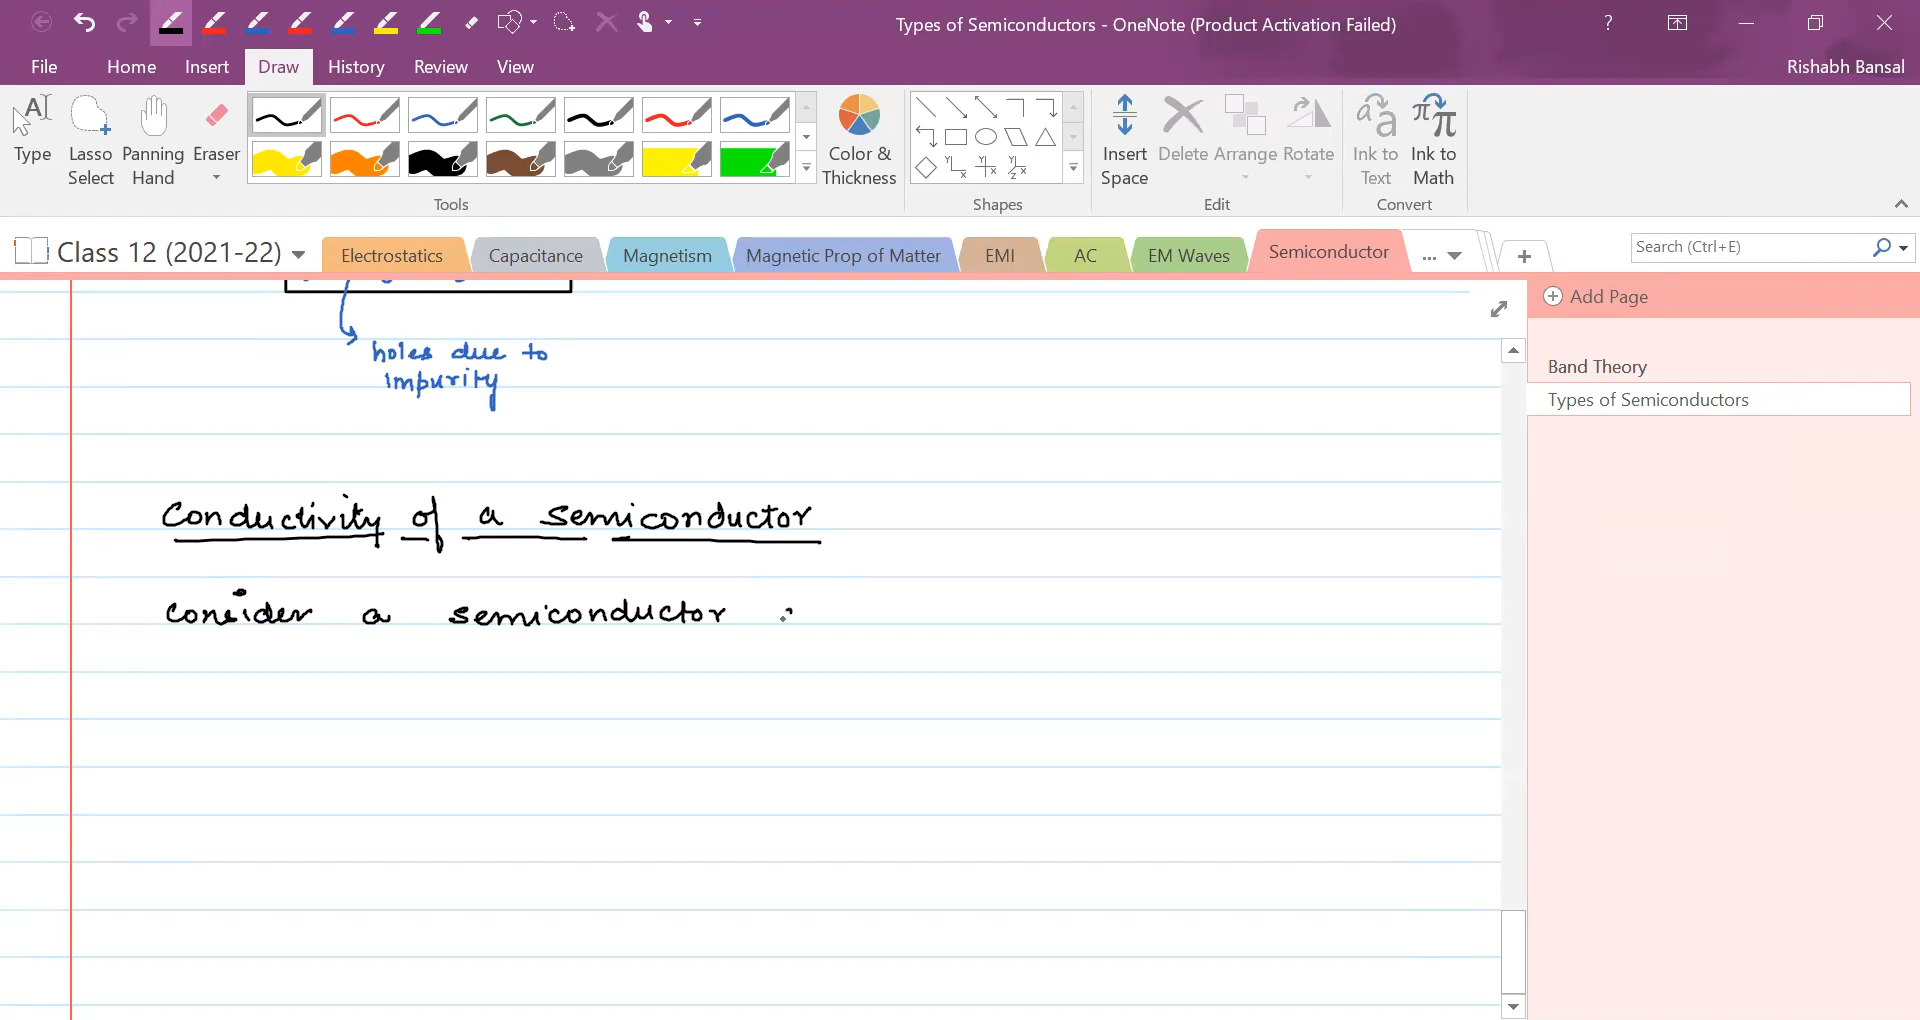 Types of Semiconductors - OneNote (Product Activation Failed)
?
File Home Insert Draw History Review View
Rishabh Bansal
Type
Lasso Select
Panning Hand
Eraser
Color & Thickness
Insert Space
Delete
Arrange
Rotate
Ink to Text
Ink to Math
Tools
Shapes
Edit
Convert
Class 12 (2021-22)
Electrostatics
Capacitance
Magnetism
Magnetic Prop of Matter
EMI
AC
EM Waves
Semiconductor
...
Search (Ctrl+E)
Add Page
Band Theory
Types of Semiconductors
holes due to
impurity
Conductivity of a semiconductor
Consider a semiconductor